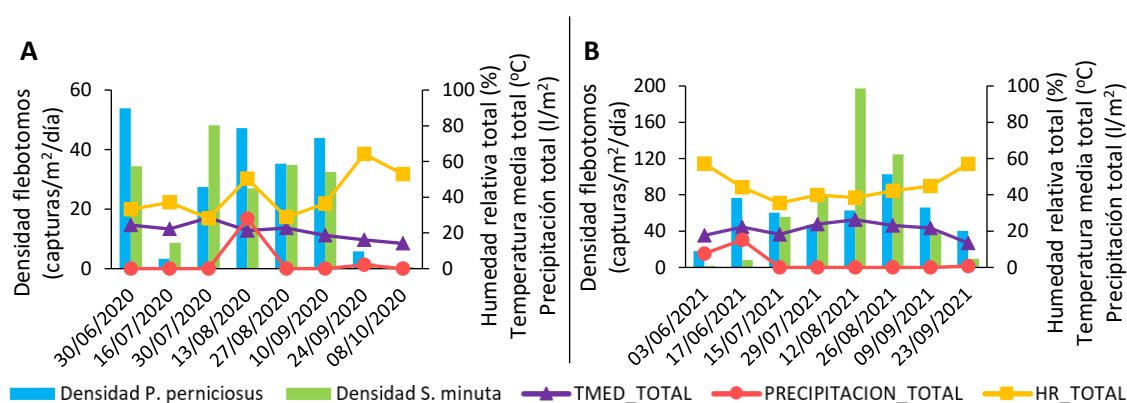 A
Densidad flebotomos
(capturas/m²/día)
60
40
20
0
100
80
60
40
20
0
Humedad relativa total (%)
Temperatura media total (ºC)
Precipitación total (l/m²)
30/06/2020
16/07/2020
30/07/2020
13/08/2020
27/08/2020
10/09/2020
24/09/2020
08/10/2020
B
Densidad flebotomos
(capturas/m²/día)
200
160
120
80
40
0
100
80
60
40
20
0
Humedad relativa total (%)
Temperatura media total (ºC)
Precipitación total (l/m²)
03/06/2021
17/06/2021
15/07/2021
29/07/2021
12/08/2021
26/08/2021
09/09/2021
23/09/2021
Densidad P. perniciosus Densidad S. minuta TMED_TOTAL PRECIPITACION_TOTAL HR_TOTAL